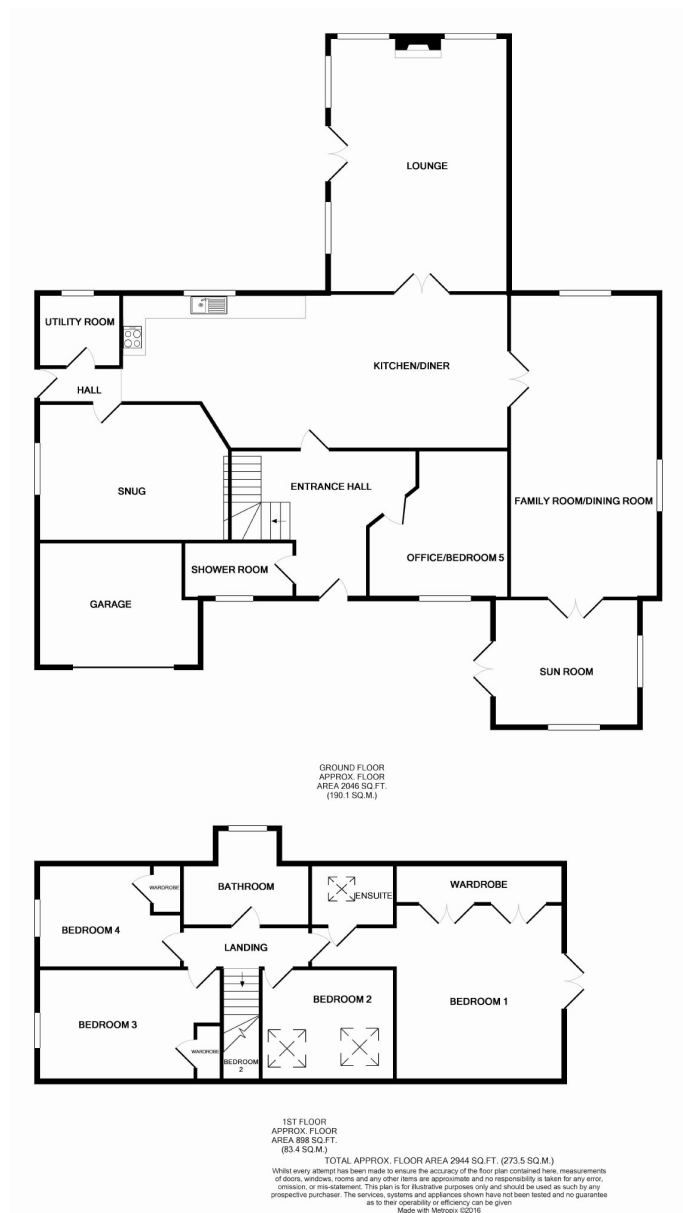 LOUNGE
UTILITY ROOM
KITCHEN/DINER
HALL
ENTRANCE HALL
SNUG
FAMILY ROOM/DINING ROOM
OFFICE/BEDROOM 5
SHOWER ROOM
GARAGE
SUN ROOM
GROUND FLOOR
APPROX. FLOOR
AREA 2046 SQ.FT.
(190.1 SQ.M.)
WARDROBE
BATHROOM
ENSUITE
WARDROBE
BEDROOM 4
LANDING
BEDROOM 2
BEDROOM 1
BEDROOM 3
WARDROBE
BEDROOM
2
1ST FLOOR
APPROX. FLOOR
AREA 898 SQ.FT.
(83.4 SQ.M.)
TOTAL APPROX. FLOOR AREA 2944 SQ.FT. (273.5 SQ.M.)
Whilst every attempt has been made to ensure the accuracy of the floor plan contained here, measurements
of doors, windows, rooms and any other items are approximate and no responsibility is taken for any error,
omission, or mis-statement. This plan is for illustrative purposes only and should be used as such by any
prospective purchaser. The services, systems and appliances shown have not been tested and no guarantee
as to their operability or efficiency can be given
Made with Metropix ©2016